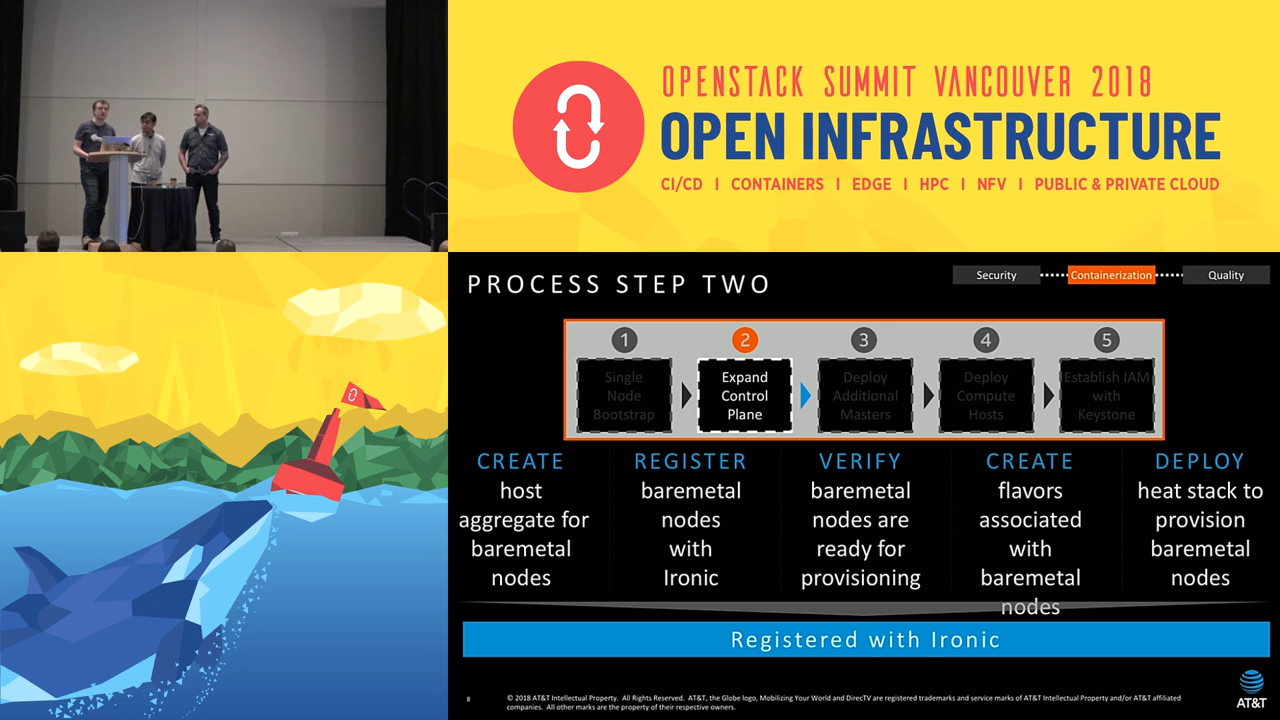 OPENSTACK SUMMIT VANCOUVER 2018
OPEN INFRASTRUCTURE
CI/CD | CONTAINERS | EDGE | HPC | NFV | PUBLIC & PRIVATE CLOUD
PROCESS STEP TWO
Security
Containerization
Quality
1
Single
Node
Bootstrap
2
Expand
Control
Plane
3
Deploy
Additional
Masters
4
Deploy
Compute
Hosts
5
Establish IAM
with
Keystone
CREATE
host
aggregate for
baremetal
nodes
REGISTER
baremetal
nodes
with
Ironic
VERIFY
baremetal
nodes are
ready for
provisioning
CREATE
flavors
associated
with
baremetal
nodes
DEPLOY
heat stack to
provision
baremetal
nodes
Registered with Ironic
8
© 2018 AT&T Intellectual Property. All Rights Reserved. AT&T, the Globe logo, Mobilizing Your World and DirecTV are registered trademarks and service marks of AT&T Intellectual Property and/or AT&T affiliated
companies. All other marks are the property of their respective owners.
AT&T